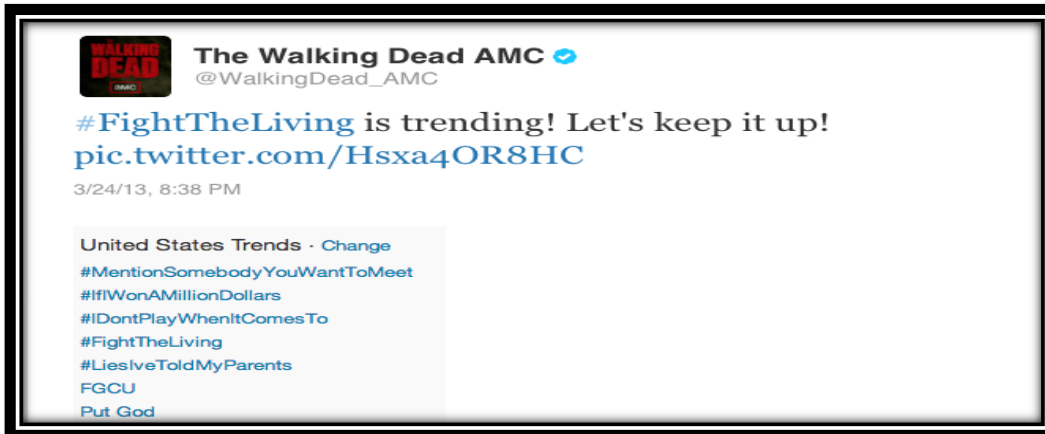 WALKING
DEAD
amc
The Walking Dead AMC
@WalkingDead_AMC
#FightTheLiving is trending! Let's keep it up!
pic.twitter.com/Hsxa4OR8HC
3/24/13, 8:38 PM
United States Trends · Change
#MentionSomebodyYouWantToMeet
#IfIWonAMillionDollars
#IDontPlayWhenItComesTo
#FightTheLiving
#LiesIveToldMyParents
FGCU
Put God